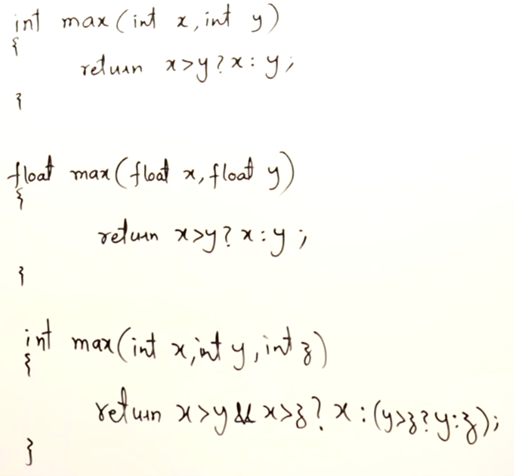 int max(int x,int y)
{
return x>y?x:y;
}
float max(float x,float y)
{
return x>y?x:y;
}
int max(int x,int y,int z)
{
return x>y&&x>z?x:(y>z?y:z);
}